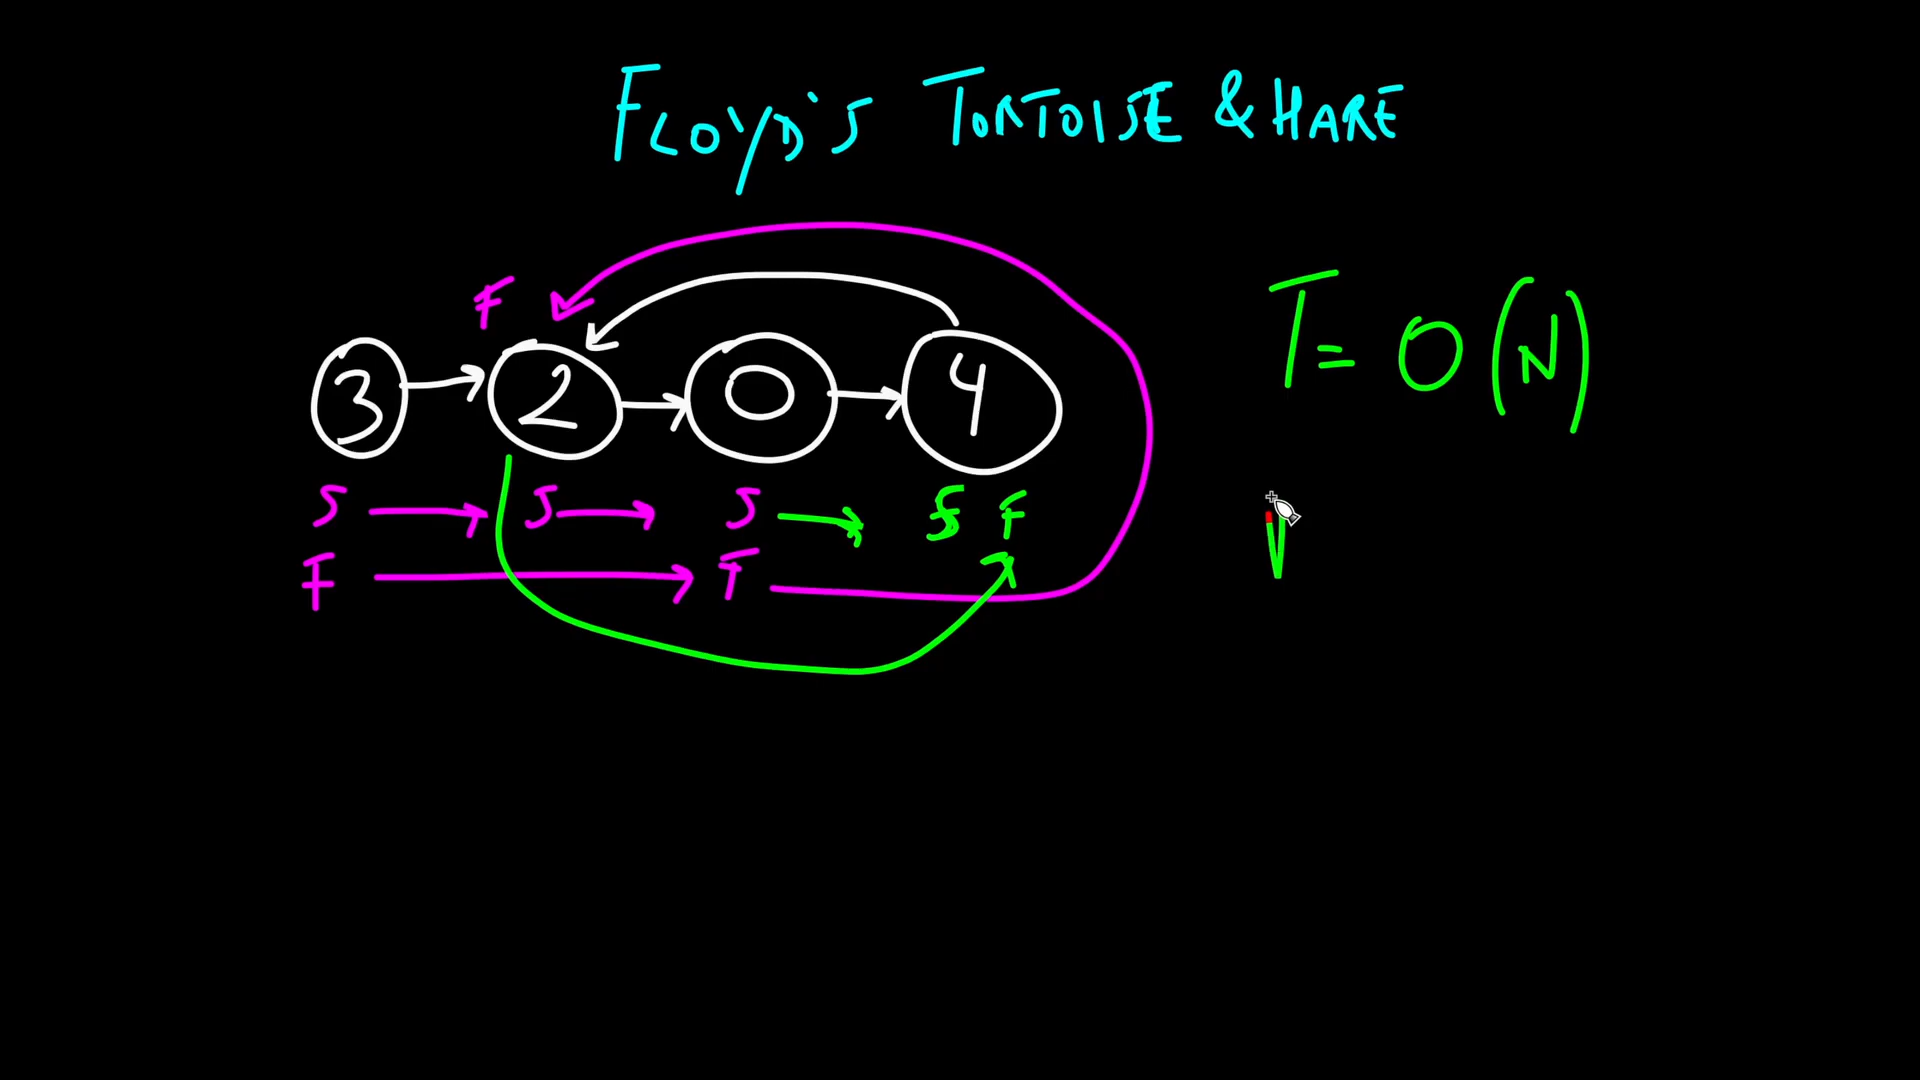 FLOYD'S TORTOISE & HARE
F
3 2 0 4
T = O(N)
S S S S F
F F